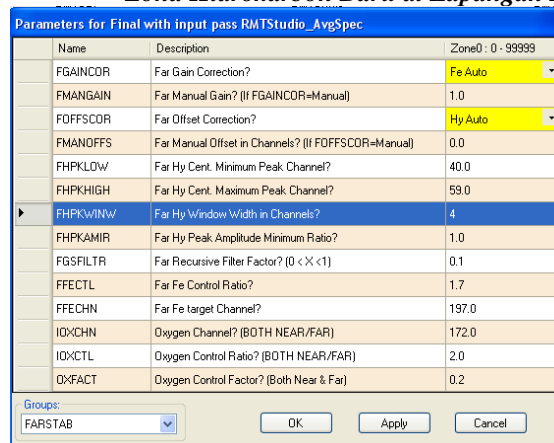 Zona Hidrokarbon Baru di Lapangan
Parameters for Final with input pass RMTStudio_AvgSpec
Name Description Zone0 : 0 - 99999
FGAINCOR Far Gain Correction? Fe Auto
FMANGAIN Far Manual Gain? (If FGAINCOR=Manual) 1.0
FOFFSCOR Far Offset Correction? Hy Auto
FMANOFFS Far Manual Offset in Channels? (If FOFFSCOR=Manual) 0.0
FHPKLOW Far Hy Cent. Minimum Peak Channel? 40.0
FHPKHIGH Far Hy Cent. Maximum Peak Channel? 59.0
FHPKWINW Far Hy Window Width in Channels? 4
FHPKAMIR Far Hy Peak Amplitude Minimum Ratio? 1.0
FGSFILTR Far Recursive Filter Factor? (0 < X <1) 0.1
FFECTL Far Fe Control Ratio? 1.7
FFECHN Far Fe target Channel? 197.0
IOXCHN Oxygen Channel? (BOTH NEAR/FAR) 172.0
IOXCTL Oxygen Control Ratio? (BOTH NEAR/FAR) 2.0
OXFACT Oxygen Control Factor? (Both Near & Far) 0.2
Groups:
FARSTAB OK Apply Cancel